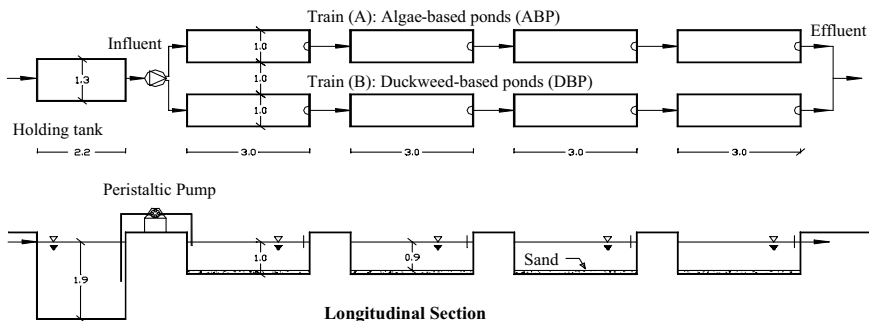 Train (A): Algae-based ponds (ABP)
Influent
Effluent
1.0
1.3
1.0
Train (B): Duckweed-based ponds (DBP)
1.0
Holding tank
2.2
3.0
3.0
3.0
3.0
Peristaltic Pump
1.0
0.9
Sand
1.9
Longitudinal Section